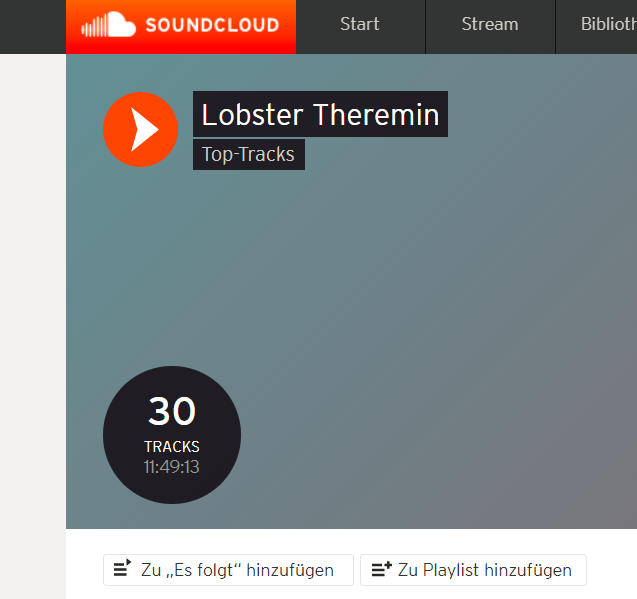 SOUNDCLOUD
Start
Stream
Lobster Theremin
Top-Tracks
30
TRACKS
11:49:13
Zu „Es folgt“ hinzufügen
Zu Playlist hinzufügen